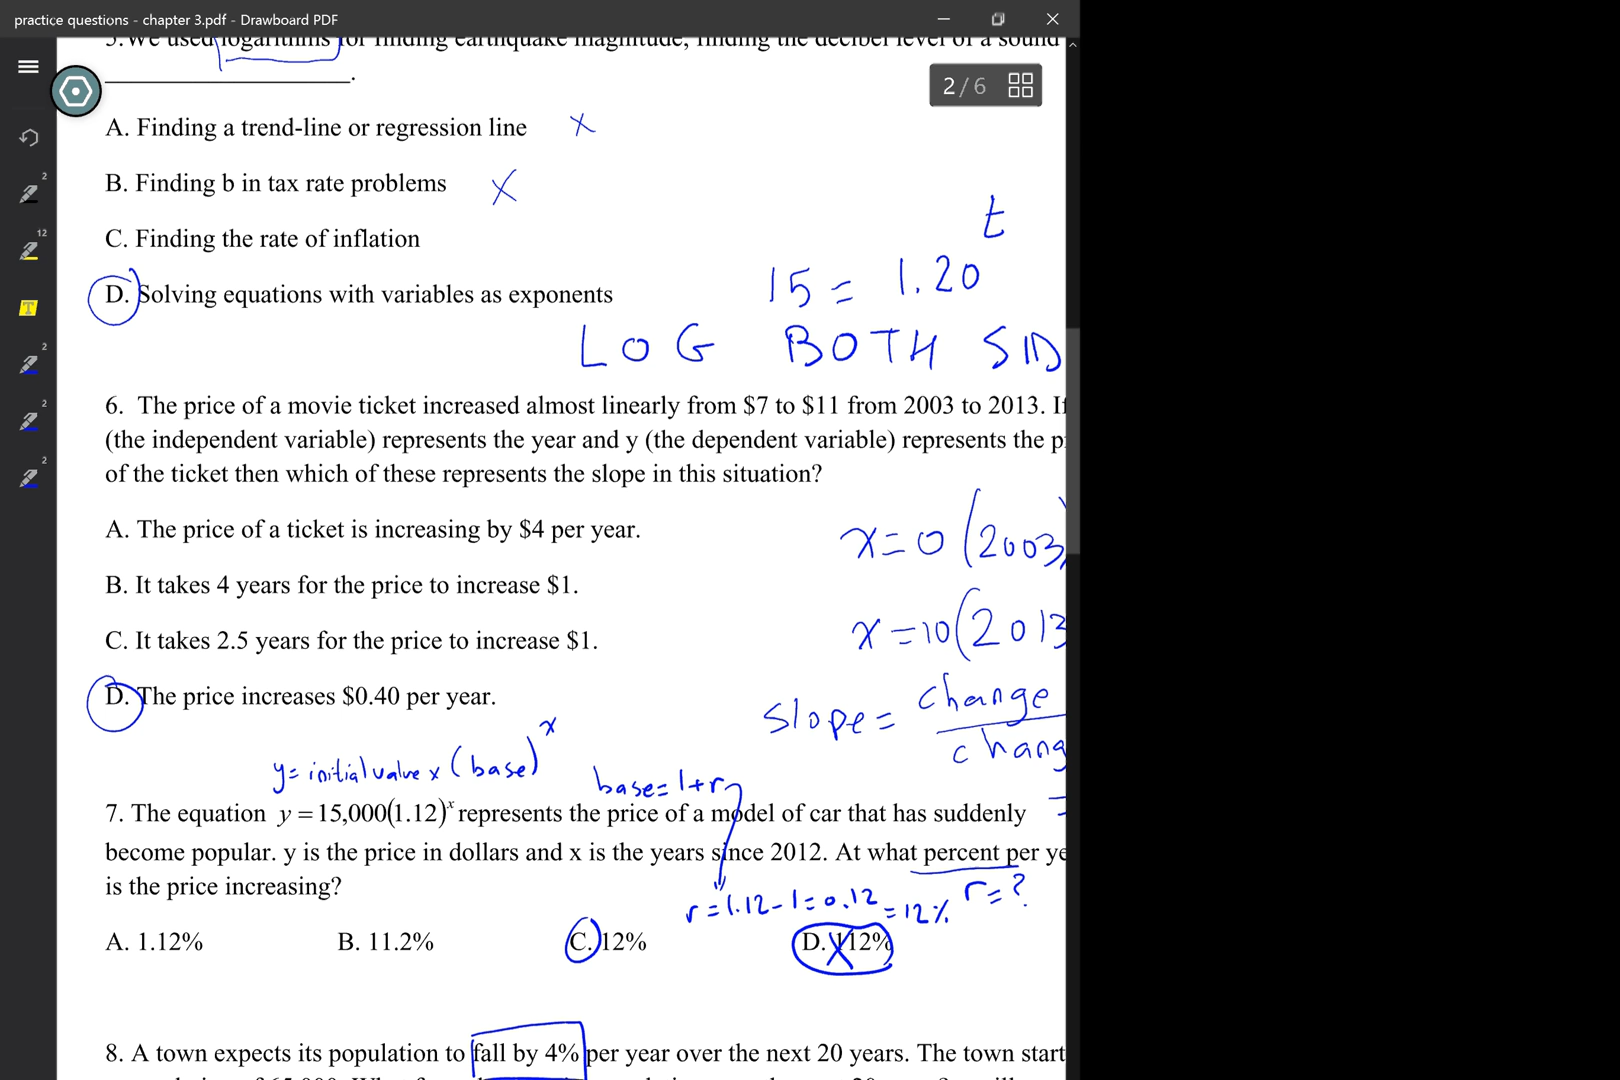 practice questions - chapter 3.pdf - Drawboard PDF
5. We used logarithms for finding earthquake magnitude, finding the decibel level of a sound
_______________________.
2 / 6
A. Finding a trend-line or regression line X
B. Finding b in tax rate problems X
C. Finding the rate of inflation
D. Solving equations with variables as exponents
15 = 1.20^t
LOG BOTH SID
6. The price of a movie ticket increased almost linearly from $7 to $11 from 2003 to 2013. If
(the independent variable) represents the year and y (the dependent variable) represents the p
of the ticket then which of these represents the slope in this situation?
A. The price of a ticket is increasing by $4 per year.
x = 0 (2003)
B. It takes 4 years for the price to increase $1.
C. It takes 2.5 years for the price to increase $1.
x = 10 (2013
D. The price increases $0.40 per year.
slope = change
chang
=
y = initial value x (base)^x
base = 1 + r
7. The equation y = 15,000(1.12)^x represents the price of a model of car that has suddenly
become popular. y is the price in dollars and x is the years since 2012. At what percent per ye
is the price increasing?
r = 1.12 - 1 = 0.12 = 12%
r = ?
A. 1.12% B. 11.2% C. 12% D. 112%
8. A town expects its population to fall by 4% per year over the next 20 years. The town start
2
12
T
2
2
2